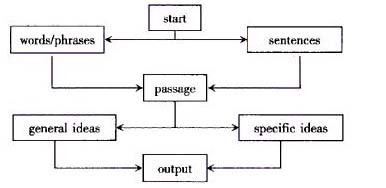 start
words/phrases
sentences
passage
general ideas
specific ideas
output